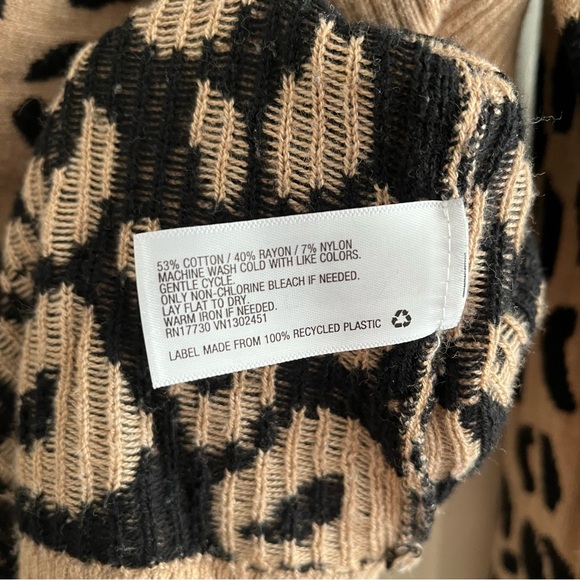 53% COTTON / 40% RAYON / 7% NYLON
MACHINE WASH COLD WITH LIKE COLORS.
GENTLE CYCLE.
ONLY NON-CHLORINE BLEACH IF NEEDED.
LAY FLAT TO DRY.
WARM IRON IF NEEDED.
RN17730 VN1302451
LABEL MADE FROM 100% RECYCLED PLASTIC